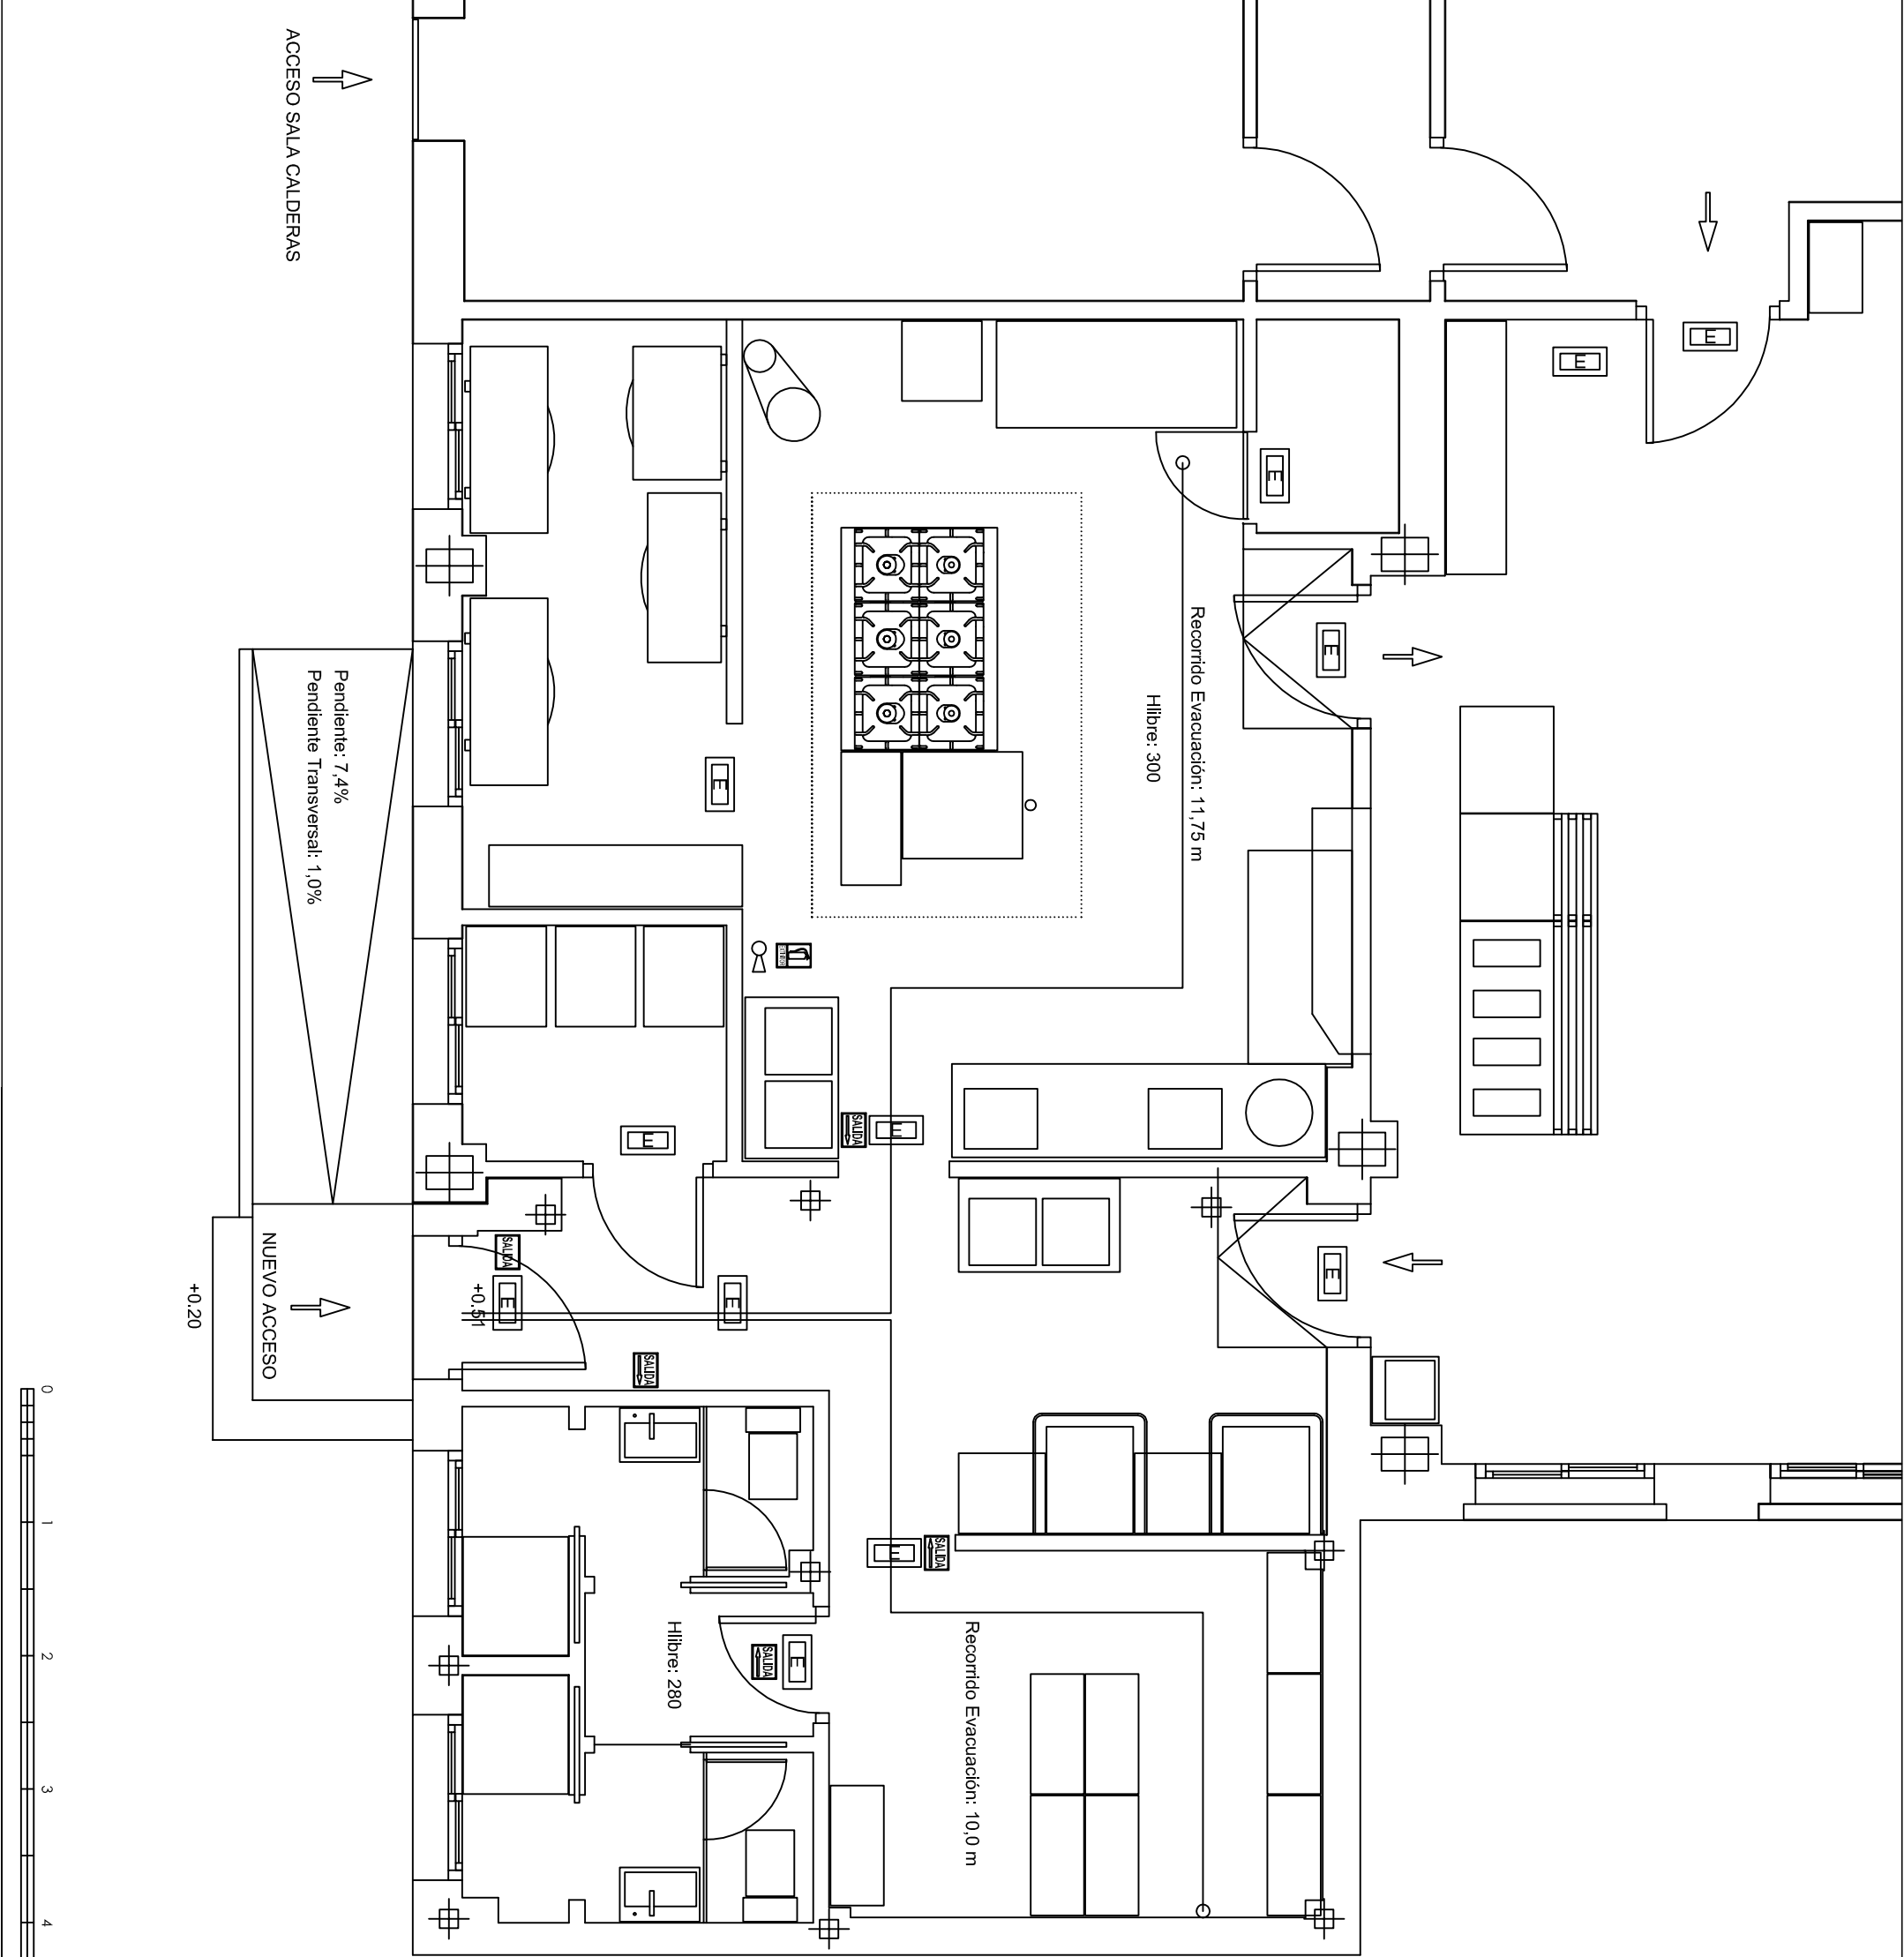 ACCESO SALA CALDERAS
Pendiente: 7,4%
Pendiente Transversal: 1,0%
NUEVO ACCESO
+0.20
+0.51
Recorrido Evacuación: 11,75 m
Hlibre: 300
Recorrido Evacuación: 10,0 m
Hlibre: 280
E
E
E
E
E
E
E
E
E
E
E
E
SALIDA
SALIDA
SALIDA
SALIDA
SALIDA
0
1
2
3
4